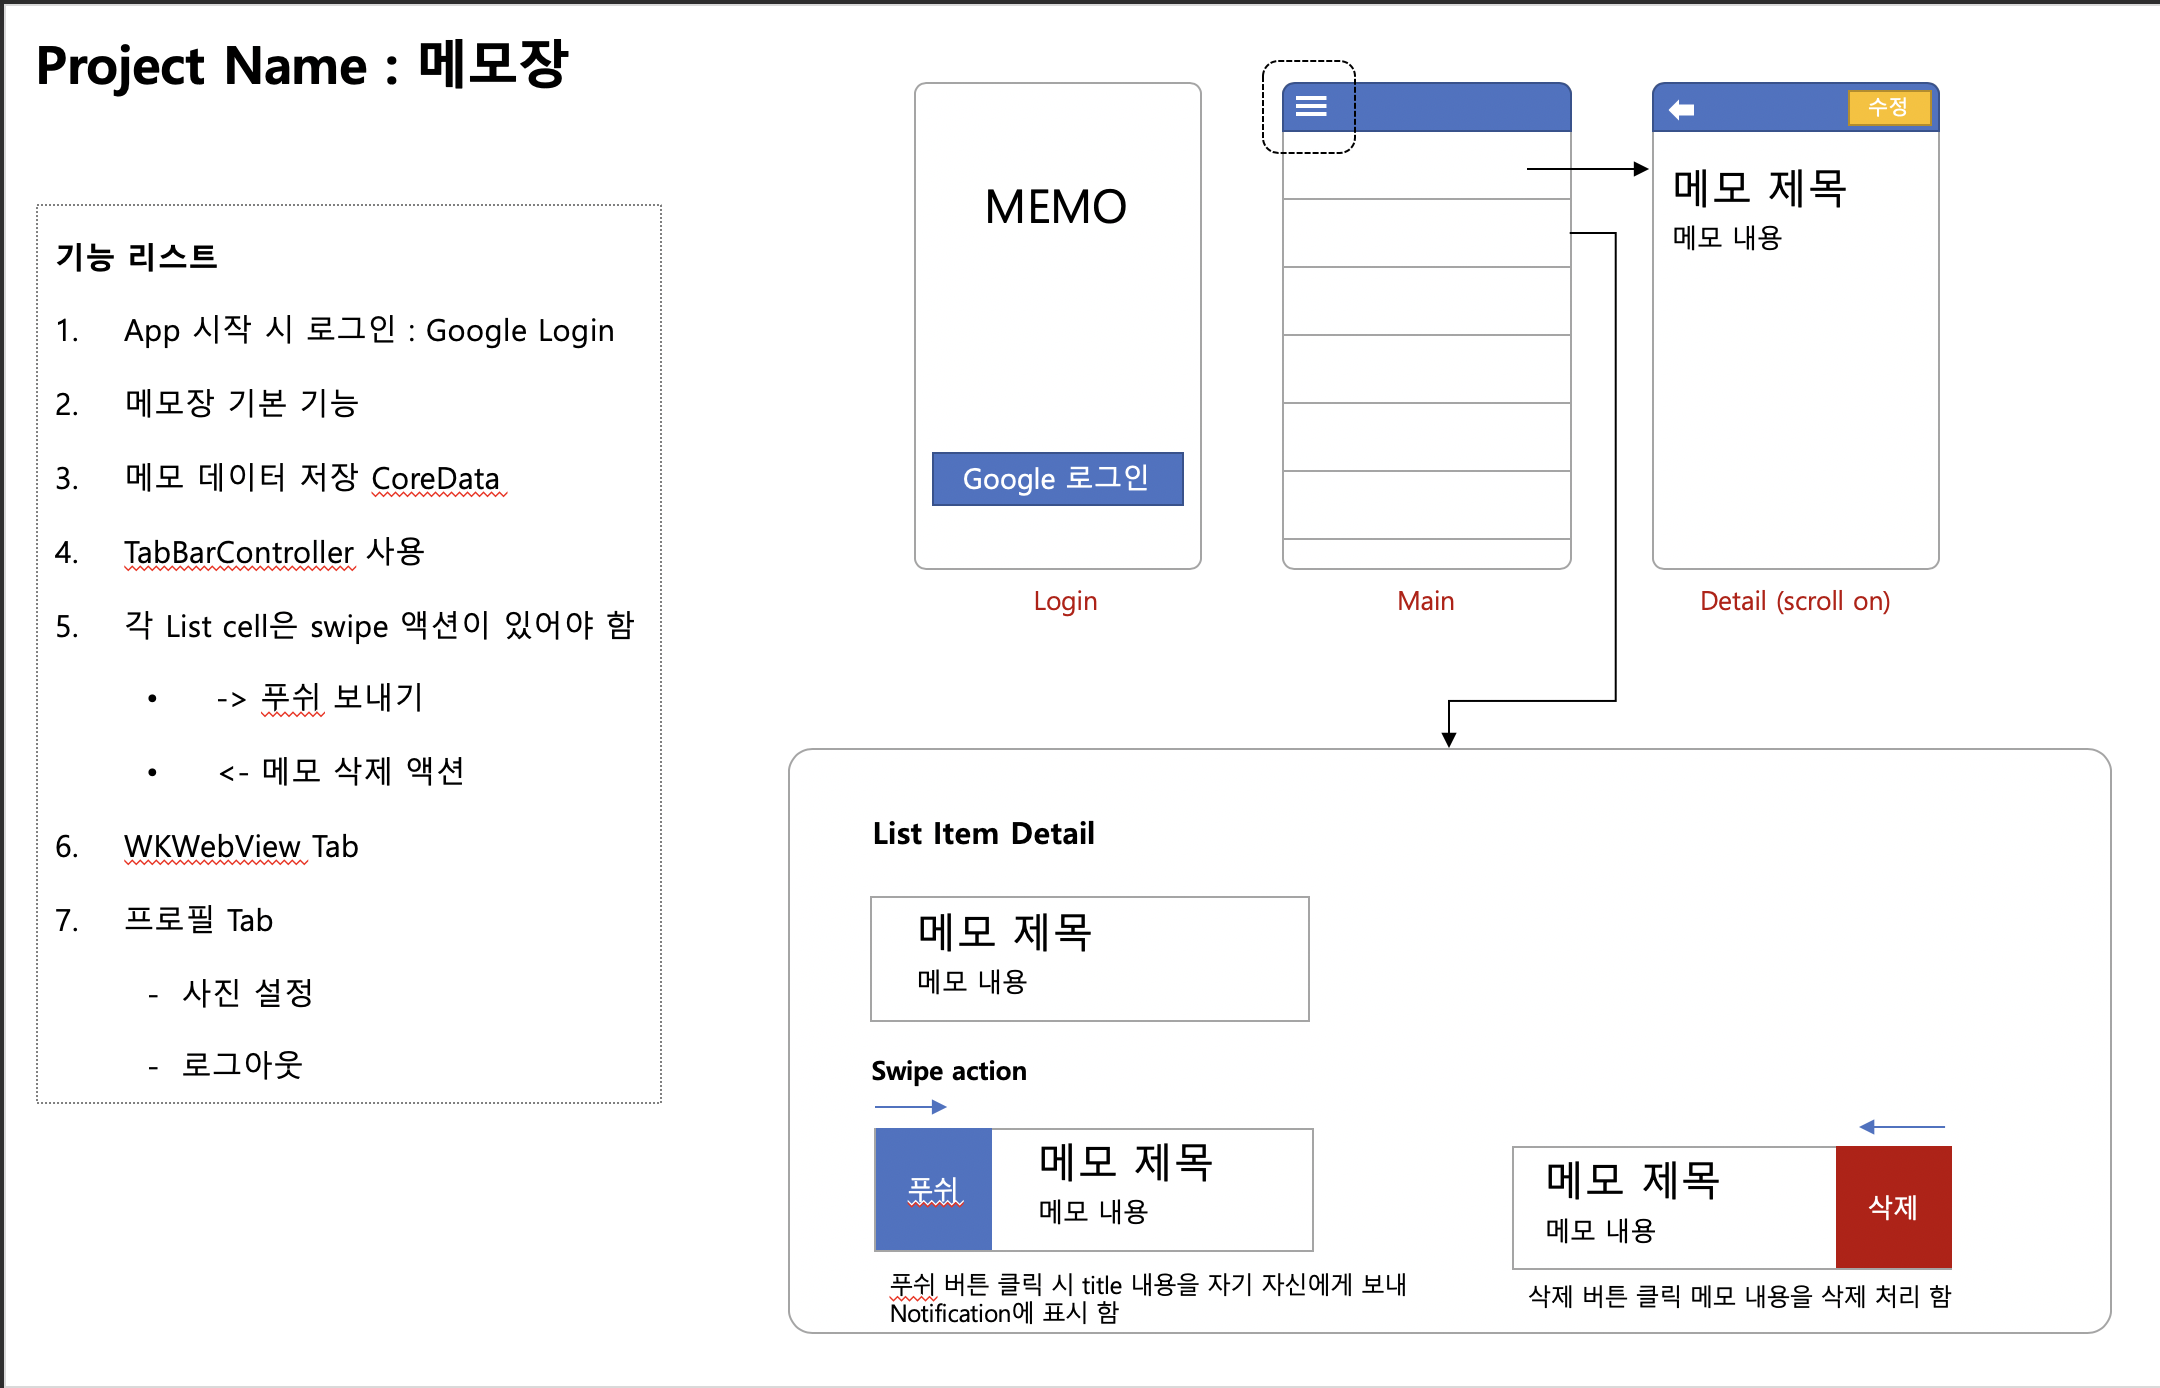 Project Name : 메모장
기능 리스트
1. App 시작 시 로그인 : Google Login
2. 메모장 기본 기능
3. 메모 데이터 저장 CoreData
4. TabBarController 사용
5. 각 List cell은 swipe 액션이 있어야 함
• -> 푸쉬 보내기
• <- 메모 삭제 액션
6. WKWebView Tab
7. 프로필 Tab
- 사진 설정
- 로그아웃
MEMO
Google 로그인
Login
Main
수정
메모 제목
메모 내용
Detail (scroll on)
List Item Detail
메모 제목
메모 내용
Swipe action
푸쉬
메모 제목
메모 내용
푸쉬 버튼 클릭 시 title 내용을 자기 자신에게 보내
Notification에 표시 함
메모 제목
메모 내용
삭제
삭제 버튼 클릭 메모 내용을 삭제 처리 함